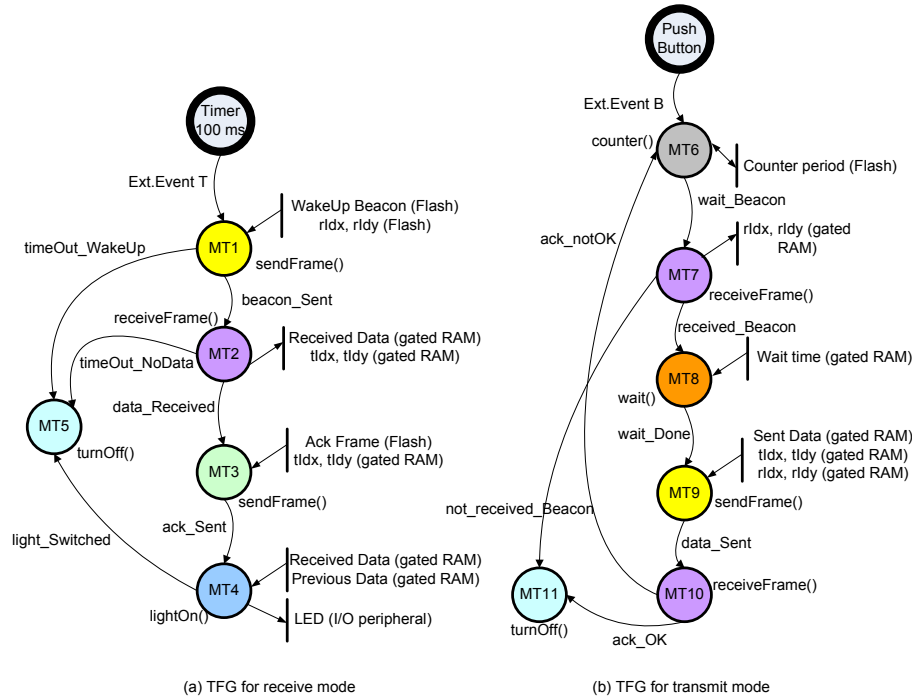 Timer
100 ms
Ext.Event T
WakeUp Beacon (Flash)
rIdx, rIdy (Flash)
timeOut_WakeUp
MT1
sendFrame()
beacon_Sent
receiveFrame()
MT2
Received Data (gated RAM)
tIdx, tIdy (gated RAM)
timeOut_NoData
data_Received
MT5
turnOff()
Ack Frame (Flash)
tIdx, tIdy (gated RAM)
MT3
sendFrame()
ack_Sent
light_Switched
Received Data (gated RAM)
Previous Data (gated RAM)
MT4
lightOn()
LED (I/O peripheral)
(a) TFG for receive mode
Push
Button
Ext.Event B
counter()
MT6
Counter period (Flash)
wait_Beacon
ack_notOK
rIdx, rIdy (gated
RAM)
MT7
receiveFrame()
received_Beacon
Wait time (gated RAM)
MT8
wait()
wait_Done
Sent Data (gated RAM)
tIdx, tIdy (gated RAM)
rIdx, rIdy (gated RAM)
MT9
sendFrame()
not_received_Beacon
data_Sent
receiveFrame()
MT11
MT10
turnOff()
ack_OK
(b) TFG for transmit mode